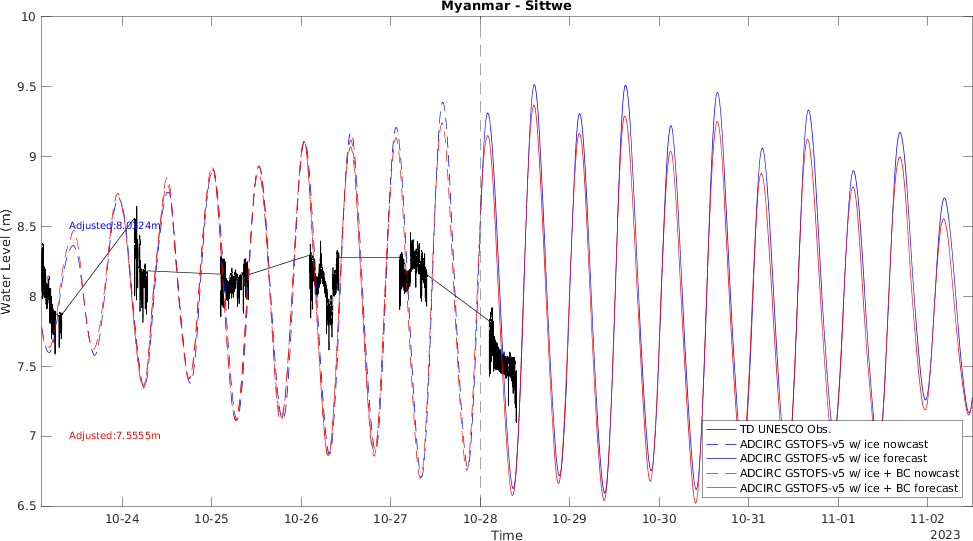 Myanmar - Sittwe
Water Level (m)
10
9.5
9
8.5
8
7.5
7
6.5
Adjusted:8.0324m
Adjusted:7.5555m
TD UNESCO Obs.
ADCIRC GSTOFS-v5 w/ ice nowcast
ADCIRC GSTOFS-v5 w/ ice forecast
ADCIRC GSTOFS-v5 w/ ice + BC nowcast
ADCIRC GSTOFS-v5 w/ ice + BC forecast
10-24
10-25
10-26
10-27
10-28
10-29
10-30
10-31
11-01
11-02
Time
2023